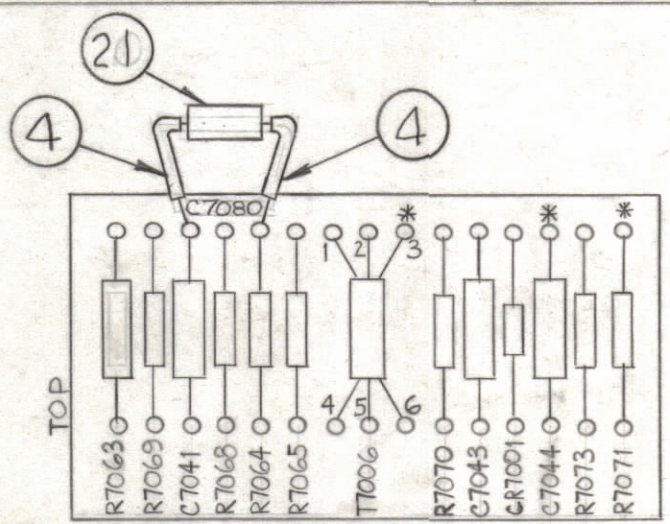 21
4
4
C7080
* * *
1 2 3
4 5 6
TOP
R7063
R7069
C7041
R7068
R7064
R7065
T7006
R7070
C7043
CR7001
C7044
R7073
R7071